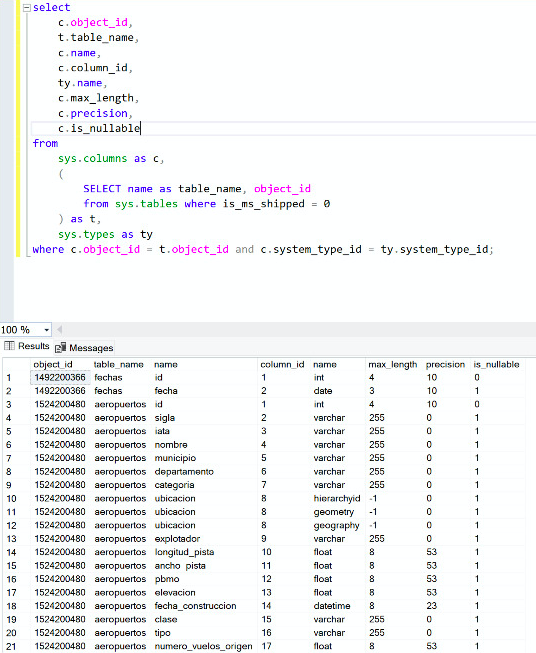 select
c.object_id,
t.table_name,
c.name,
c.column_id,
ty.name,
c.max_length,
c.precision,
c.is_nullable
from
sys.columns as c,
(
SELECT name as table_name, object_id
from sys.tables where is_ms_shipped = 0
) as t,
sys.types as ty
where c.object_id = t.object_id and c.system_type_id = ty.system_type_id;
100 %
Results Messages
object_id table_name name column_id name max_length precision is_nullable
1 1492200366 fechas id 1 int 4 10 0
2 1492200366 fechas fecha 2 date 3 10 1
3 1524200480 aeropuertos id 1 int 4 10 0
4 1524200480 aeropuertos sigla 2 varchar 255 0 1
5 1524200480 aeropuertos iata 3 varchar 255 0 1
6 1524200480 aeropuertos nombre 4 varchar 255 0 1
7 1524200480 aeropuertos municipio 5 varchar 255 0 1
8 1524200480 aeropuertos departamento 6 varchar 255 0 1
9 1524200480 aeropuertos categoria 7 varchar 255 0 1
10 1524200480 aeropuertos ubicacion 8 hierarchyid -1 0 1
11 1524200480 aeropuertos ubicacion 8 geometry -1 0 1
12 1524200480 aeropuertos ubicacion 8 geography -1 0 1
13 1524200480 aeropuertos explotador 9 varchar 255 0 1
14 1524200480 aeropuertos longitud_pista 10 float 8 53 1
15 1524200480 aeropuertos ancho_pista 11 float 8 53 1
16 1524200480 aeropuertos pbmo 12 float 8 53 1
17 1524200480 aeropuertos elevacion 13 float 8 53 1
18 1524200480 aeropuertos fecha_construccion 14 datetime 8 23 1
19 1524200480 aeropuertos clase 15 varchar 255 0 1
20 1524200480 aeropuertos tipo 16 varchar 255 0 1
21 1524200480 aeropuertos numero_vuelos_origen 17 float 8 53 1